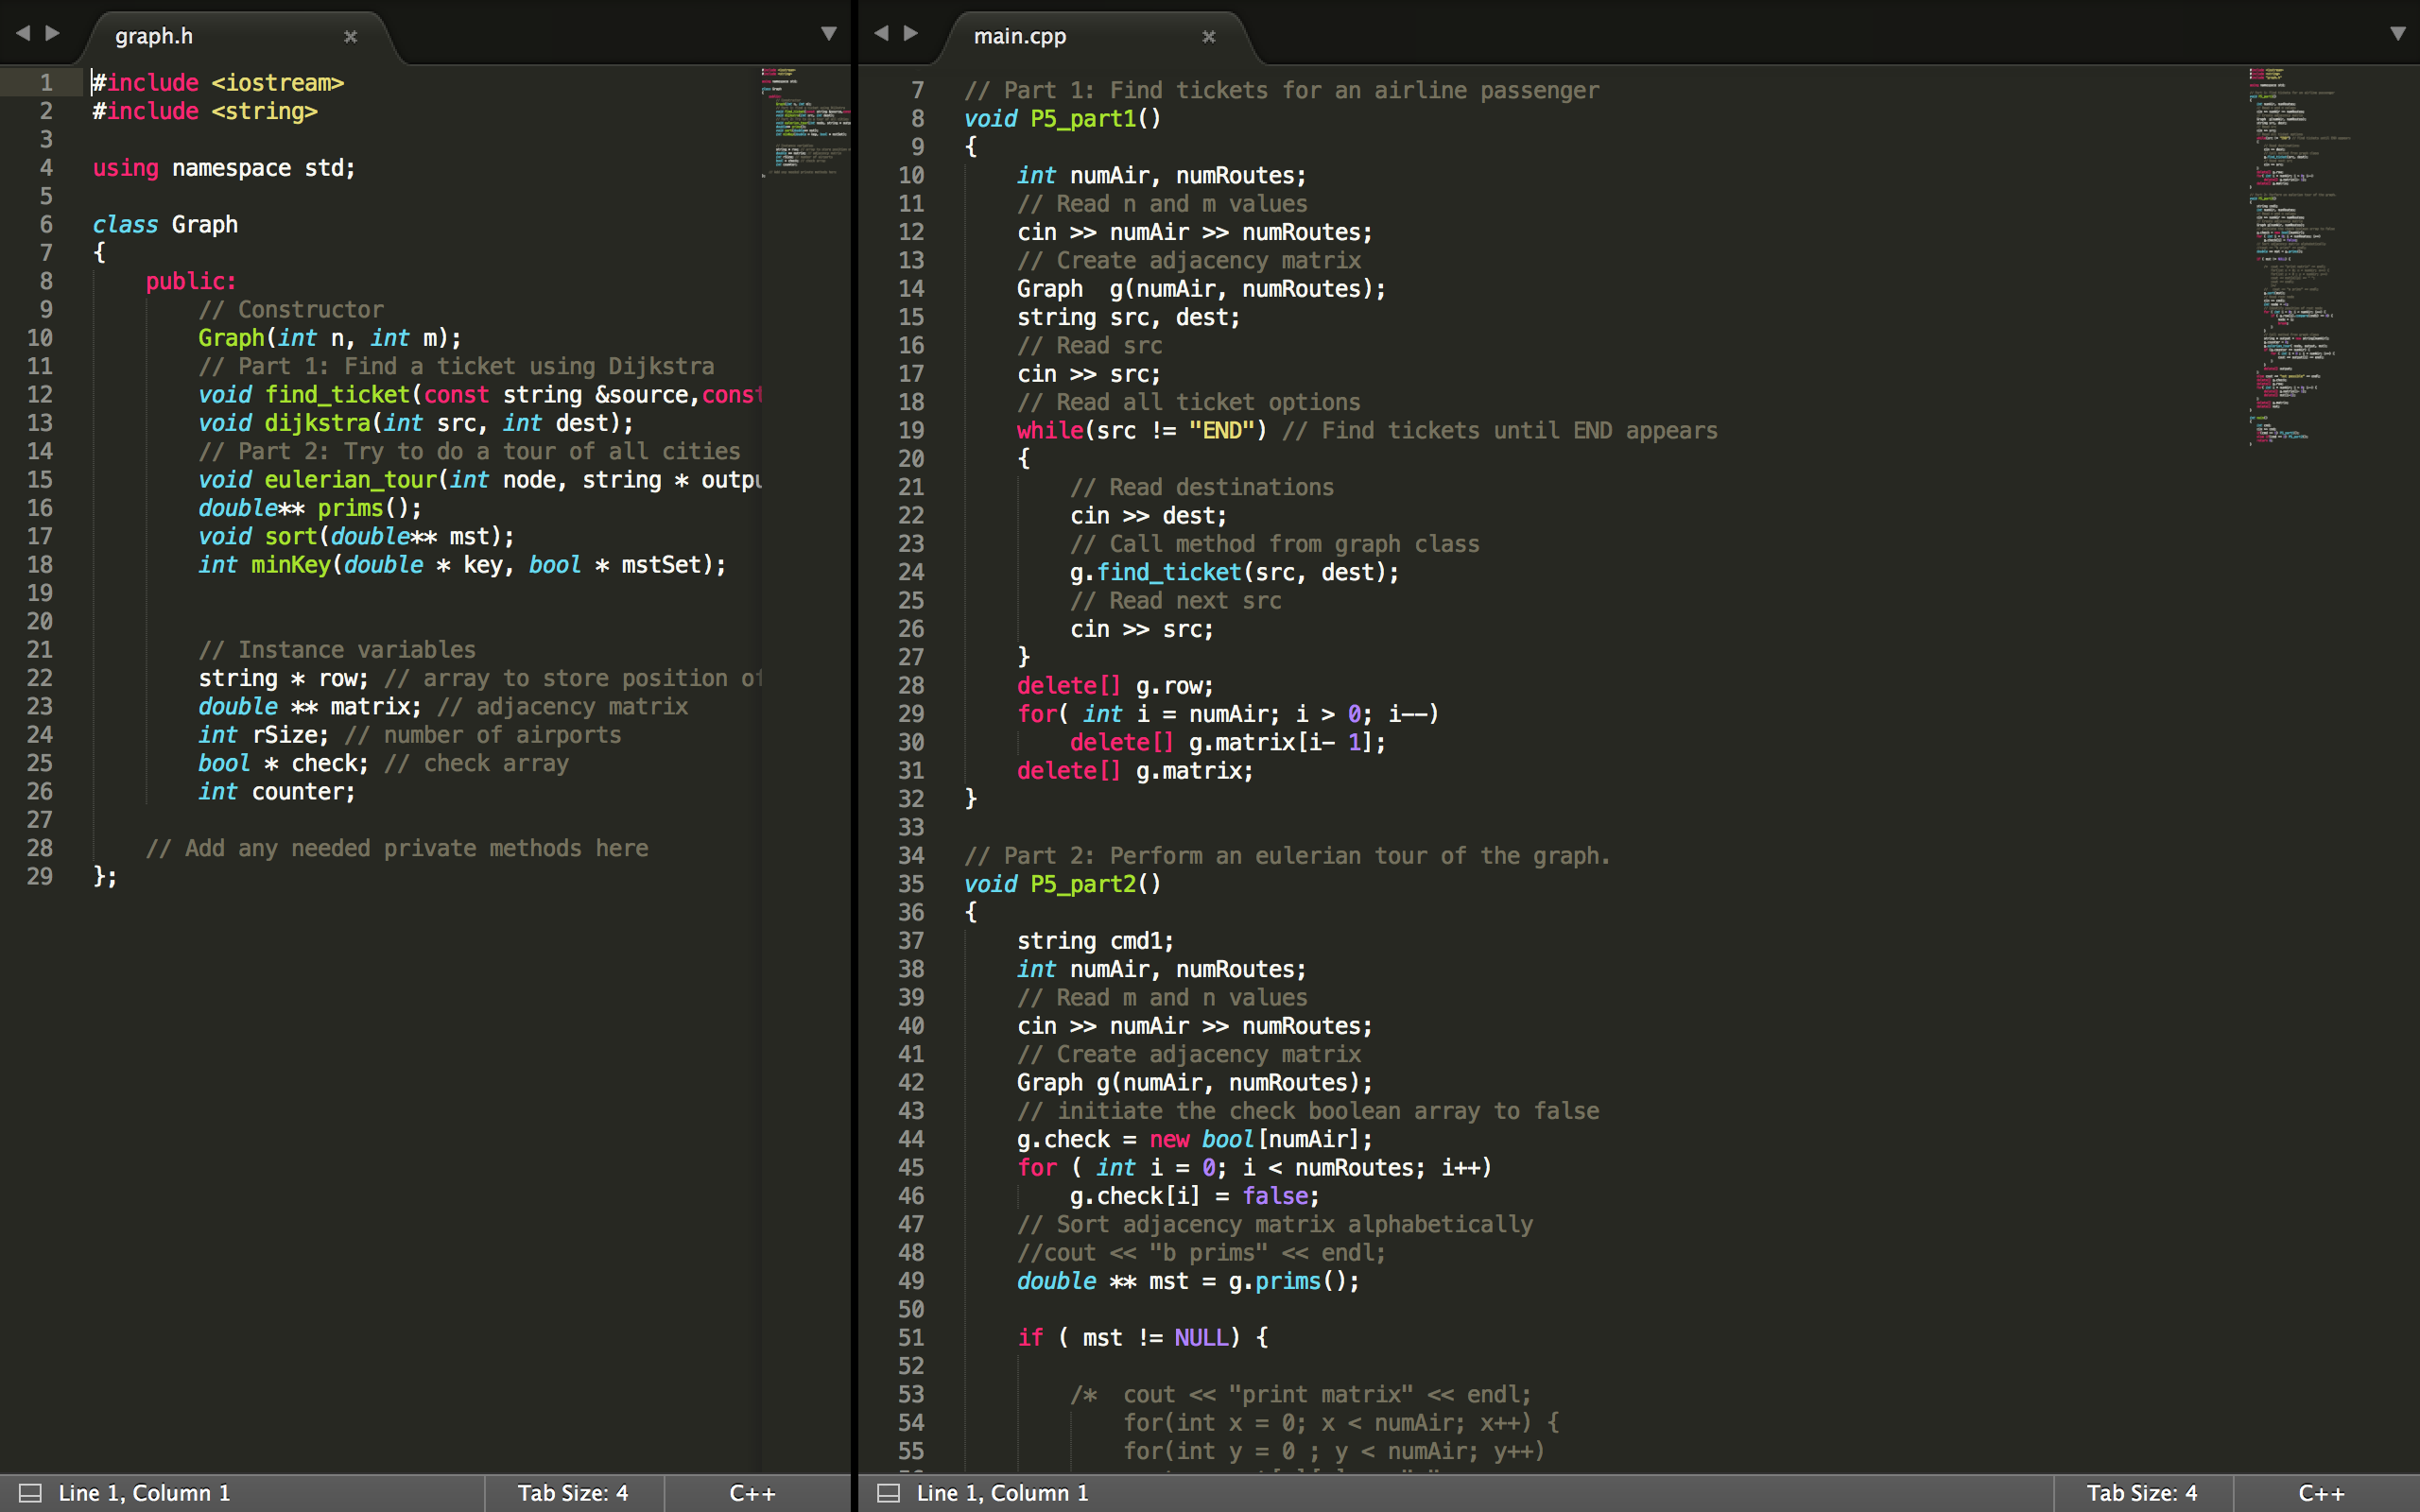 graph.h
1 #include <iostream>
2 #include <string>
3
4 using namespace std;
5
6 class Graph
7 {
8 public:
9 // Constructor
10 Graph(int n, int m);
11 // Part 1: Find a ticket using Dijkstra
12 void find_ticket(const string &source,const
13 void dijkstra(int src, int dest);
14 // Part 2: Try to do a tour of all cities
15 void eulerian_tour(int node, string * outpu
16 double** prims();
17 void sort(double** mst);
18 int minKey(double * key, bool * mstSet);
19
20
21 // Instance variables
22 string * row; // array to store position of
23 double ** matrix; // adjacency matrix
24 int rSize; // number of airports
25 bool * check; // check array
26 int counter;
27
28 // Add any needed private methods here
29 };
Line 1, Column 1
Tab Size: 4
C++
main.cpp
7 // Part 1: Find tickets for an airline passenger
8 void P5_part1()
9 {
10 int numAir, numRoutes;
11 // Read n and m values
12 cin >> numAir >> numRoutes;
13 // Create adjacency matrix
14 Graph  g(numAir, numRoutes);
15 string src, dest;
16 // Read src
17 cin >> src;
18 // Read all ticket options
19 while(src != "END") // Find tickets until END appears
20 {
21 // Read destinations
22 cin >> dest;
23 // Call method from graph class
24 g.find_ticket(src, dest);
25 // Read next src
26 cin >> src;
27 }
28 delete[] g.row;
29 for( int i = numAir; i > 0; i--)
30 delete[] g.matrix[i- 1];
31 delete[] g.matrix;
32 }
33
34 // Part 2: Perform an eulerian tour of the graph.
35 void P5_part2()
36 {
37 string cmd1;
38 int numAir, numRoutes;
39 // Read m and n values
40 cin >> numAir >> numRoutes;
41 // Create adjacency matrix
42 Graph g(numAir, numRoutes);
43 // initiate the check boolean array to false
44 g.check = new bool[numAir];
45 for ( int i = 0; i < numRoutes; i++)
46 g.check[i] = false;
47 // Sort adjacency matrix alphabetically
48 //cout << "b prims" << endl;
49 double ** mst = g.prims();
50
51 if ( mst != NULL) {
52
53 /*  cout << "print matrix" << endl;
54 for(int x = 0; x < numAir; x++) {
55 for(int y = 0 ; y < numAir; y++)
Line 1, Column 1
Tab Size: 4
C++